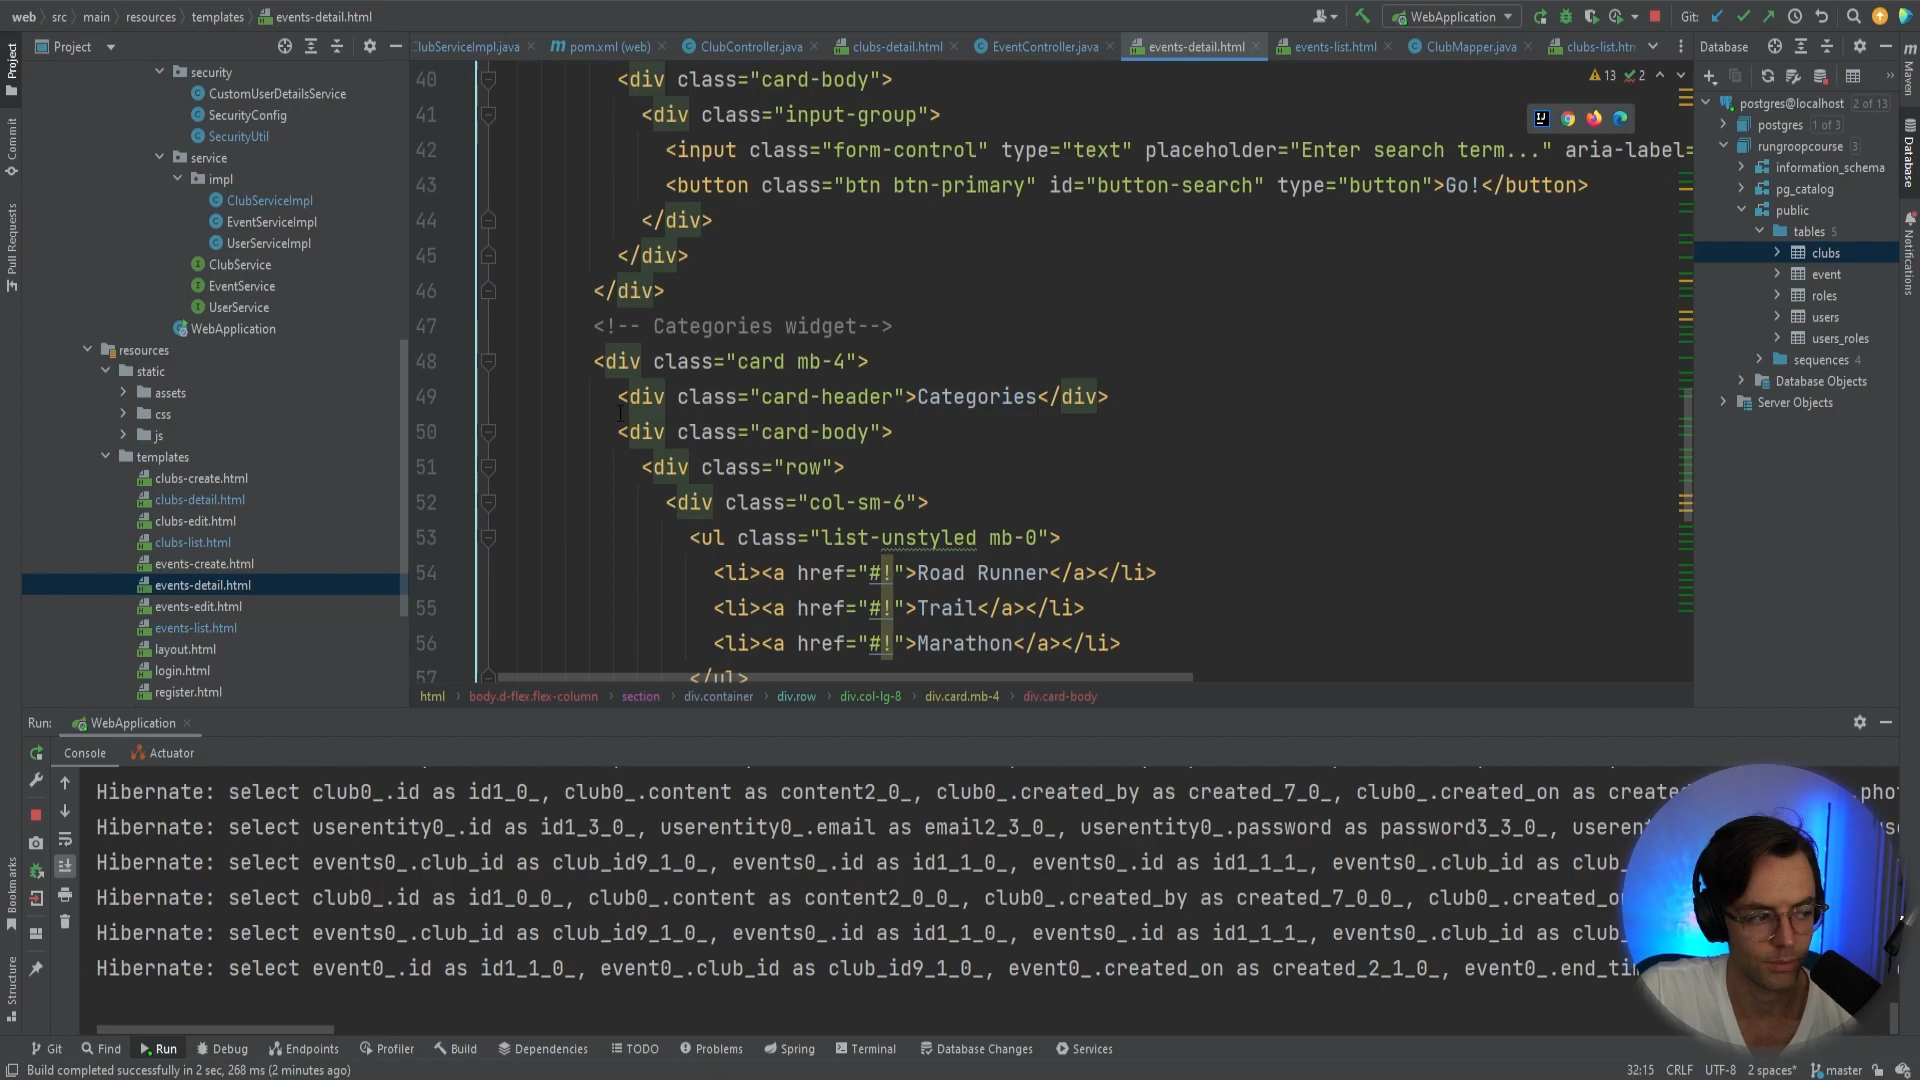 web src main resources templates events-detail.html
WebApplication
Git:
Project
ClubServiceImpl.java
pom.xml (web)
ClubController.java
clubs-detail.html
EventController.java
events-detail.html
events-list.html
ClubMapper.java
Database
security
CustomUserDetailsService
SecurityConfig
SecurityUtil
service
impl
ClubServiceImpl
EventServiceImpl
UserServiceImpl
ClubService
EventService
UserService
WebApplication
resources
static
assets
css
js
templates
clubs-create.html
clubs-detail.html
clubs-edit.html
clubs-list.html
events-create.html
events-detail.html
events-edit.html
events-list.html
layout.html
login.html
register.html
13 2
40 <div class="card-body">
41 <div class="input-group">
42 <input class="form-control" type="text" placeholder="Enter search term..." aria-label=
43 <button class="btn btn-primary" id="button-search" type="button">Go!</button>
44 </div>
45 </div>
46 </div>
47 <!-- Categories widget-->
48 <div class="card mb-4">
49 <div class="card-header">Categories</div>
50 <div class="card-body">
51 <div class="row">
52 <div class="col-sm-6">
53 <ul class="list-unstyled mb-0">
54 <li><a href="#!">Road Runner</a></li>
55 <li><a href="#!">Trail</a></li>
56 <li><a href="#!">Marathon</a></li>
57 </ul>
html body.d-flex.flex-column section div.container div.row div.col-lg-8 div.card.mb-4 div.card-body
postgres@localhost 2 of 13
postgres 1 of 3
rungroopcourse 3
information_schema
pg_catalog
public
tables 5
clubs
event
roles
users
users_roles
sequences 4
Database Objects
Server Objects
Project
Commit
Pull Requests
Bookmarks
Structure
Maven
Database
Notifications
Run: WebApplication
Console Actuator
Hibernate: select club0_.id as id1_0_, club0_.content as content2_0_, club0_.created_by as created_7_0_, club0_.created_on as
Hibernate: select userentity0_.id as id1_3_0_, userentity0_.email as email2_3_0_, userentity0_.password as password3_3_0_,
Hibernate: select events0_.club_id as club_id9_1_0_, events0_.id as id1_1_0_, events0_.id as id1_1_1_, events0_.club_id as club_
Hibernate: select club0_.id as id1_0_0_, club0_.content as content2_0_0_, club0_.created_by as created_7_0_0_,
Hibernate: select events0_.club_id as club_id9_1_0_, events0_.id as id1_1_0_, events0_.id as id1_1_1_, events0_.club_id as club_
Hibernate: select event0_.id as id1_1_0_, event0_.club_id as club_id9_1_0_, event0_.created_on as created_2_1_0_,
Git Find Run Debug Endpoints Profiler Build Dependencies TODO Problems Spring Terminal Database Changes Services
Build completed successfully in 2 sec, 268 ms (2 minutes ago)
32:15 CRLF UTF-8 2 spaces* master